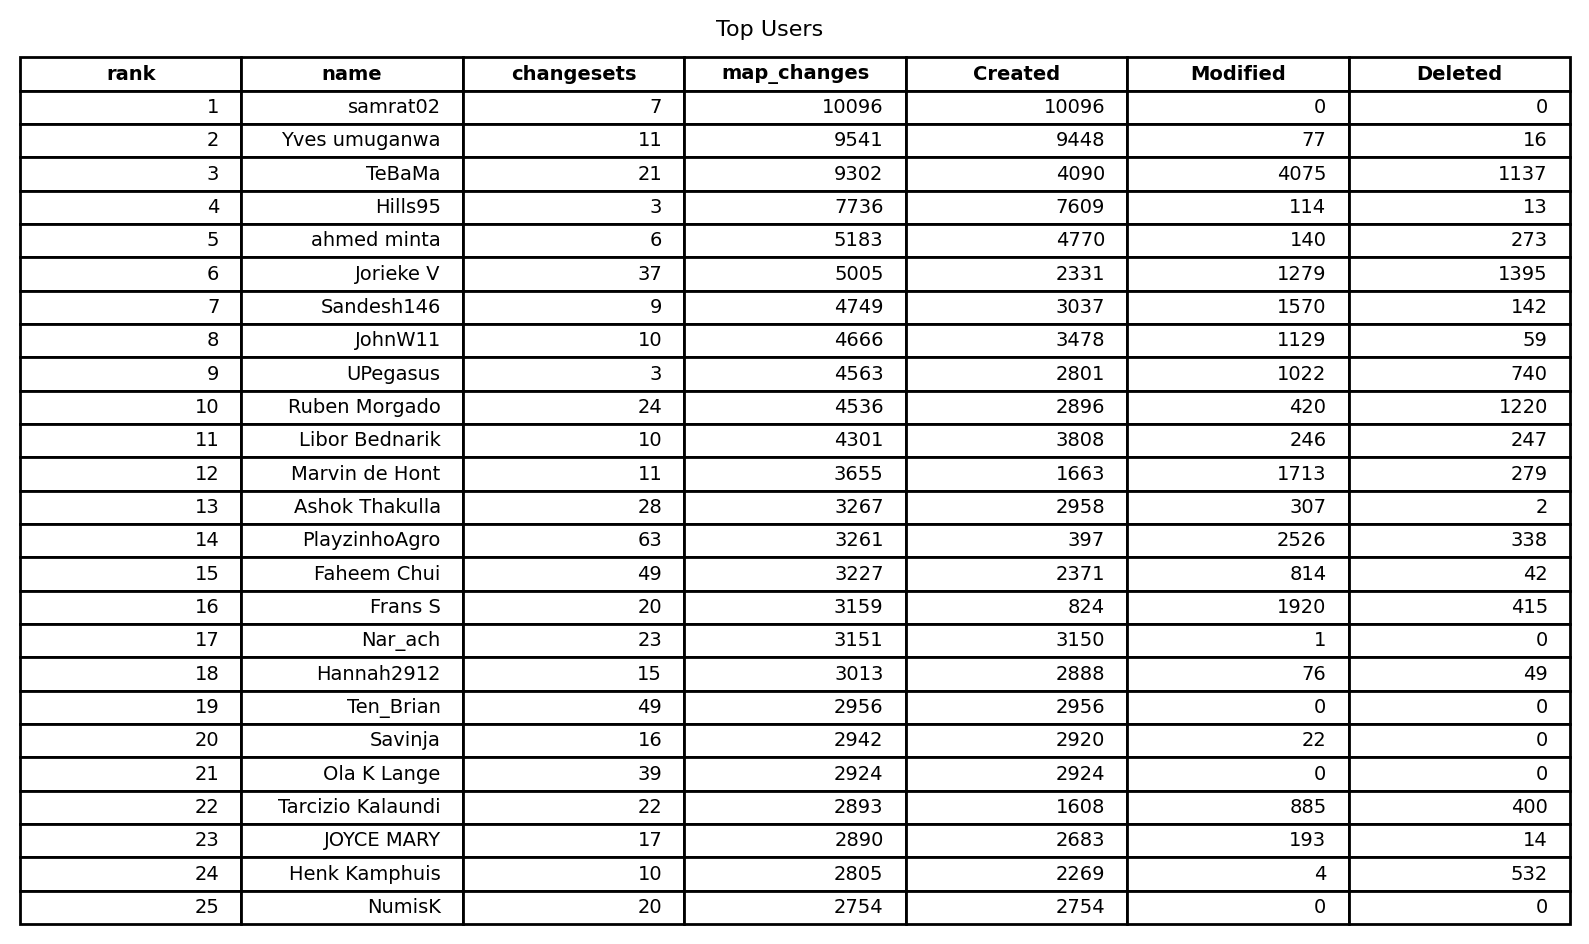 Top Users
rank name changesets map_changes Created Modified Deleted
1 samrat02 7 10096 10096 0 0
2 Yves umuganwa 11 9541 9448 77 16
3 TeBaMa 21 9302 4090 4075 1137
4 Hills95 3 7736 7609 114 13
5 ahmed minta 6 5183 4770 140 273
6 Jorieke V 37 5005 2331 1279 1395
7 Sandesh146 9 4749 3037 1570 142
8 JohnW11 10 4666 3478 1129 59
9 UPegasus 3 4563 2801 1022 740
10 Ruben Morgado 24 4536 2896 420 1220
11 Libor Bednarik 10 4301 3808 246 247
12 Marvin de Hont 11 3655 1663 1713 279
13 Ashok Thakulla 28 3267 2958 307 2
14 PlayzinhoAgro 63 3261 397 2526 338
15 Faheem Chui 49 3227 2371 814 42
16 Frans S 20 3159 824 1920 415
17 Nar_ach 23 3151 3150 1 0
18 Hannah2912 15 3013 2888 76 49
19 Ten_Brian 49 2956 2956 0 0
20 Savinja 16 2942 2920 22 0
21 Ola K Lange 39 2924 2924 0 0
22 Tarcizio Kalaundi 22 2893 1608 885 400
23 JOYCE MARY 17 2890 2683 193 14
24 Henk Kamphuis 10 2805 2269 4 532
25 NumisK 20 2754 2754 0 0